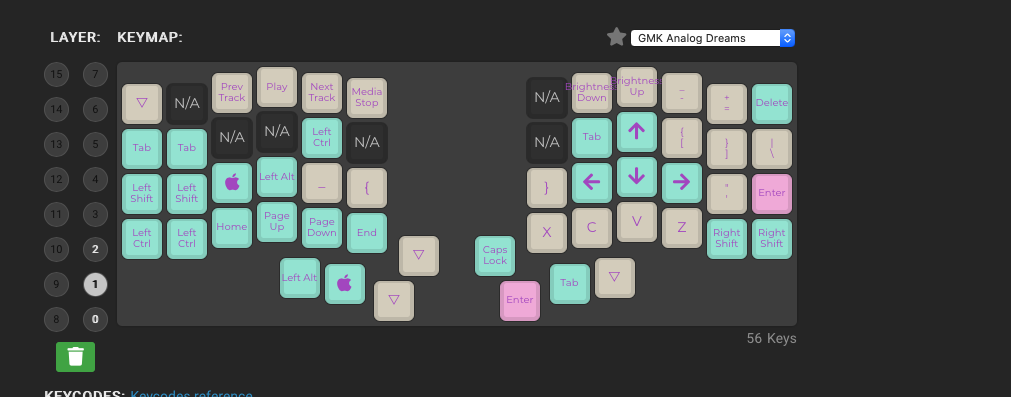 LAYER: KEYMAP: GMK Analog Dreams
15 7 Prev Track Play Next Track Media Stop N/A Brightness Down Brightness Up _ -
▽ N/A + = Delete
14 6
13 5 Tab Tab N/A N/A Left Ctrl N/A N/A Tab ↑ { [ } ] | \
12 4 Left Shift Left Shift Left Alt _ { } ← ↓ → " ' Enter
11 3
Left Ctrl Left Ctrl Home Page Up Page Down End X C V Z Right Shift Right Shift
10 2 ▽ Caps Lock
9 1 Left Alt ▽ Enter Tab ▽
8 0
56 Keys
KEYCODES: Keycodes reference